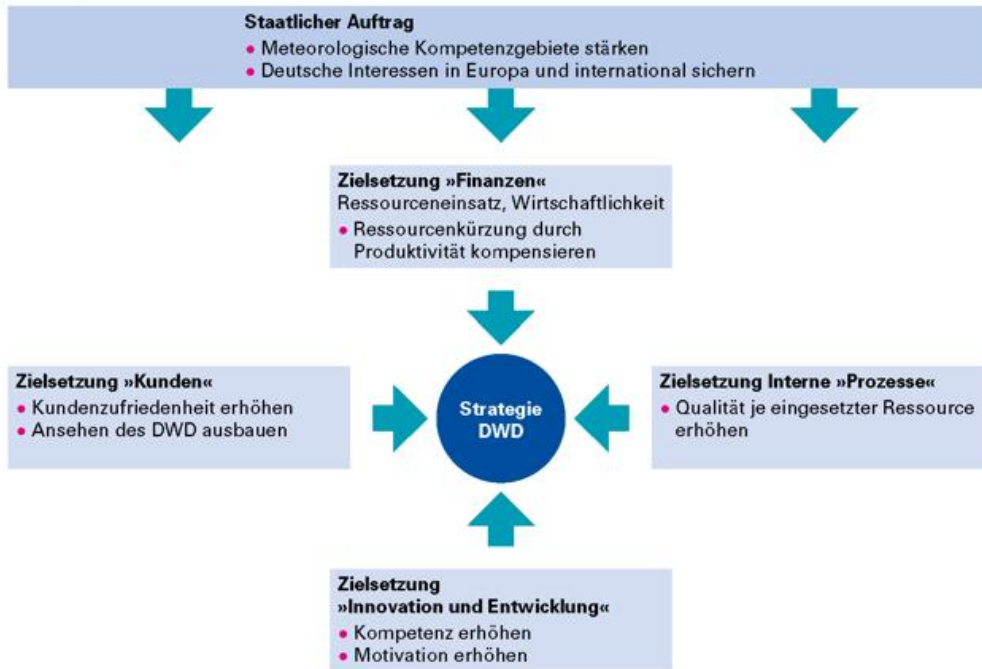 Staatlicher Auftrag
• Meteorologische Kompetenzgebiete stärken
• Deutsche Interessen in Europa und international sichern
Zielsetzung »Finanzen«
Ressourceneinsatz, Wirtschaftlichkeit
• Ressourcenkürzung durch
Produktivität kompensieren
Zielsetzung »Kunden«
• Kundenzufriedenheit erhöhen
• Ansehen des DWD ausbauen
Strategie
DWD
Zielsetzung Interne »Prozesse«
• Qualität je eingesetzter Ressource
erhöhen
Zielsetzung
»Innovation und Entwicklung«
• Kompetenz erhöhen
• Motivation erhöhen